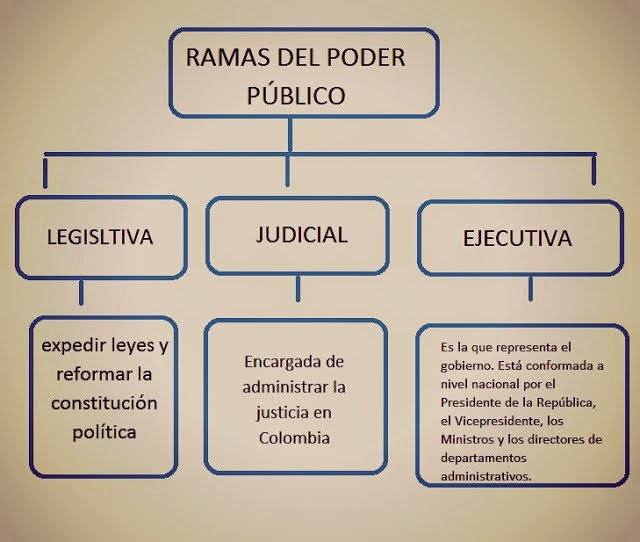 RAMAS DEL PODER
PÚBLICO
LEGISLTIVA
JUDICIAL
EJECUTIVA
expedir leyes y
reformar la
constitución
política
Encargada de
administrar la
justicia en
Colombia
Es la que representa el
gobierno. Está conformada a
nivel nacional por el
Presidente de la República,
el Vicepresidente, los
Ministros y los directores de
departamentos
administrativos.